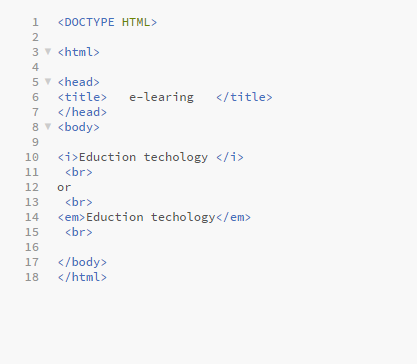 1 <DOCTYPE HTML>
2
3 <html>
4
5 <head>
6 <title>   e-learing   </title>
7 </head>
8 <body>
9
10 <i>Eduction techology </i>
11  <br>
12 or
13  <br>
14 <em>Eduction techology</em>
15  <br>
16
17 </body>
18 </html>